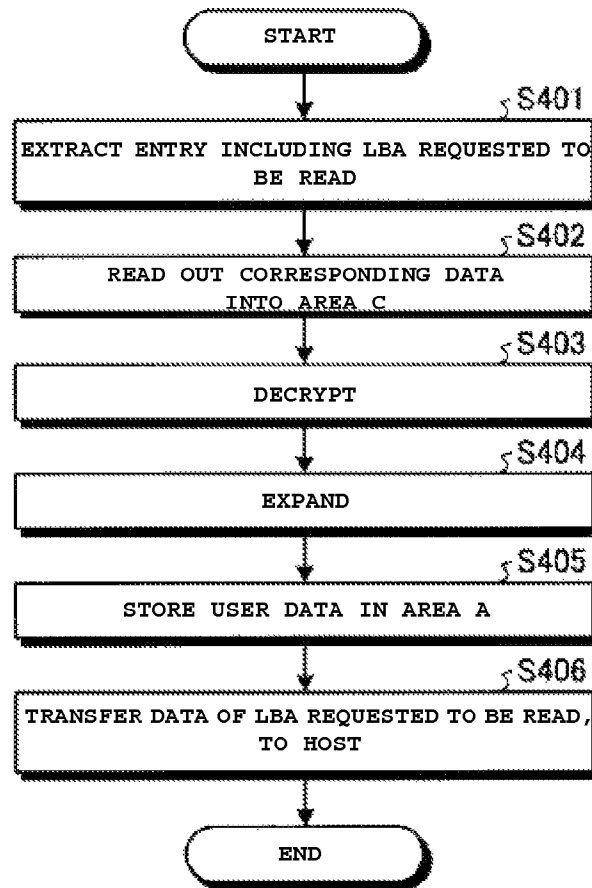 START
S401
EXTRACT ENTRY INCLUDING LBA REQUESTED TO
BE READ
S402
READ OUT CORRESPONDING DATA
INTO AREA C
S403
DECRYPT
S404
EXPAND
S405
STORE USER DATA IN AREA A
S406
TRANSFER DATA OF LBA REQUESTED TO BE READ,
TO HOST
END